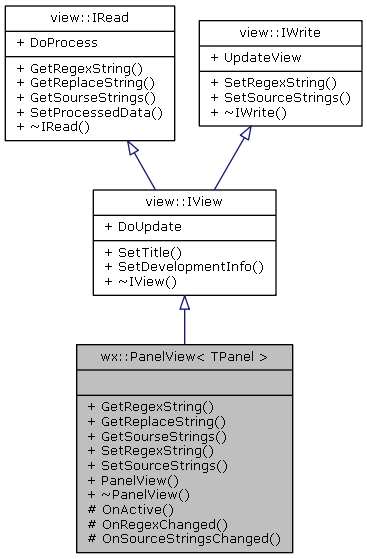 view::IRead
+ DoProcess
+ GetRegexString()
+ GetReplaceString()
+ GetSourseStrings()
+ SetProcessedData()
+ ~IRead()
view::IWrite
+ UpdateView
+ SetRegexString()
+ SetSourceStrings()
+ ~IWrite()
view::IView
+ DoUpdate
+ SetTitle()
+ SetDevelopmentInfo()
+ ~IView()
wx::PanelView< TPanel >
+ GetRegexString()
+ GetReplaceString()
+ GetSourseStrings()
+ SetRegexString()
+ SetSourceStrings()
+ PanelView()
+ ~PanelView()
# OnActive()
# OnRegexChanged()
# OnSourceStringsChanged()